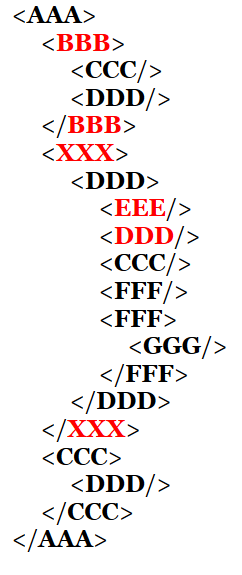 <AAA>
<BBB>
<CCC/>
<DDD/>
</BBB>
<XXX>
<DDD>
<EEE/>
<DDD/>
<CCC/>
<FFF/>
<FFF>
<GGG/>
</FFF>
</DDD>
</XXX>
<CCC>
<DDD/>
</CCC>
</AAA>